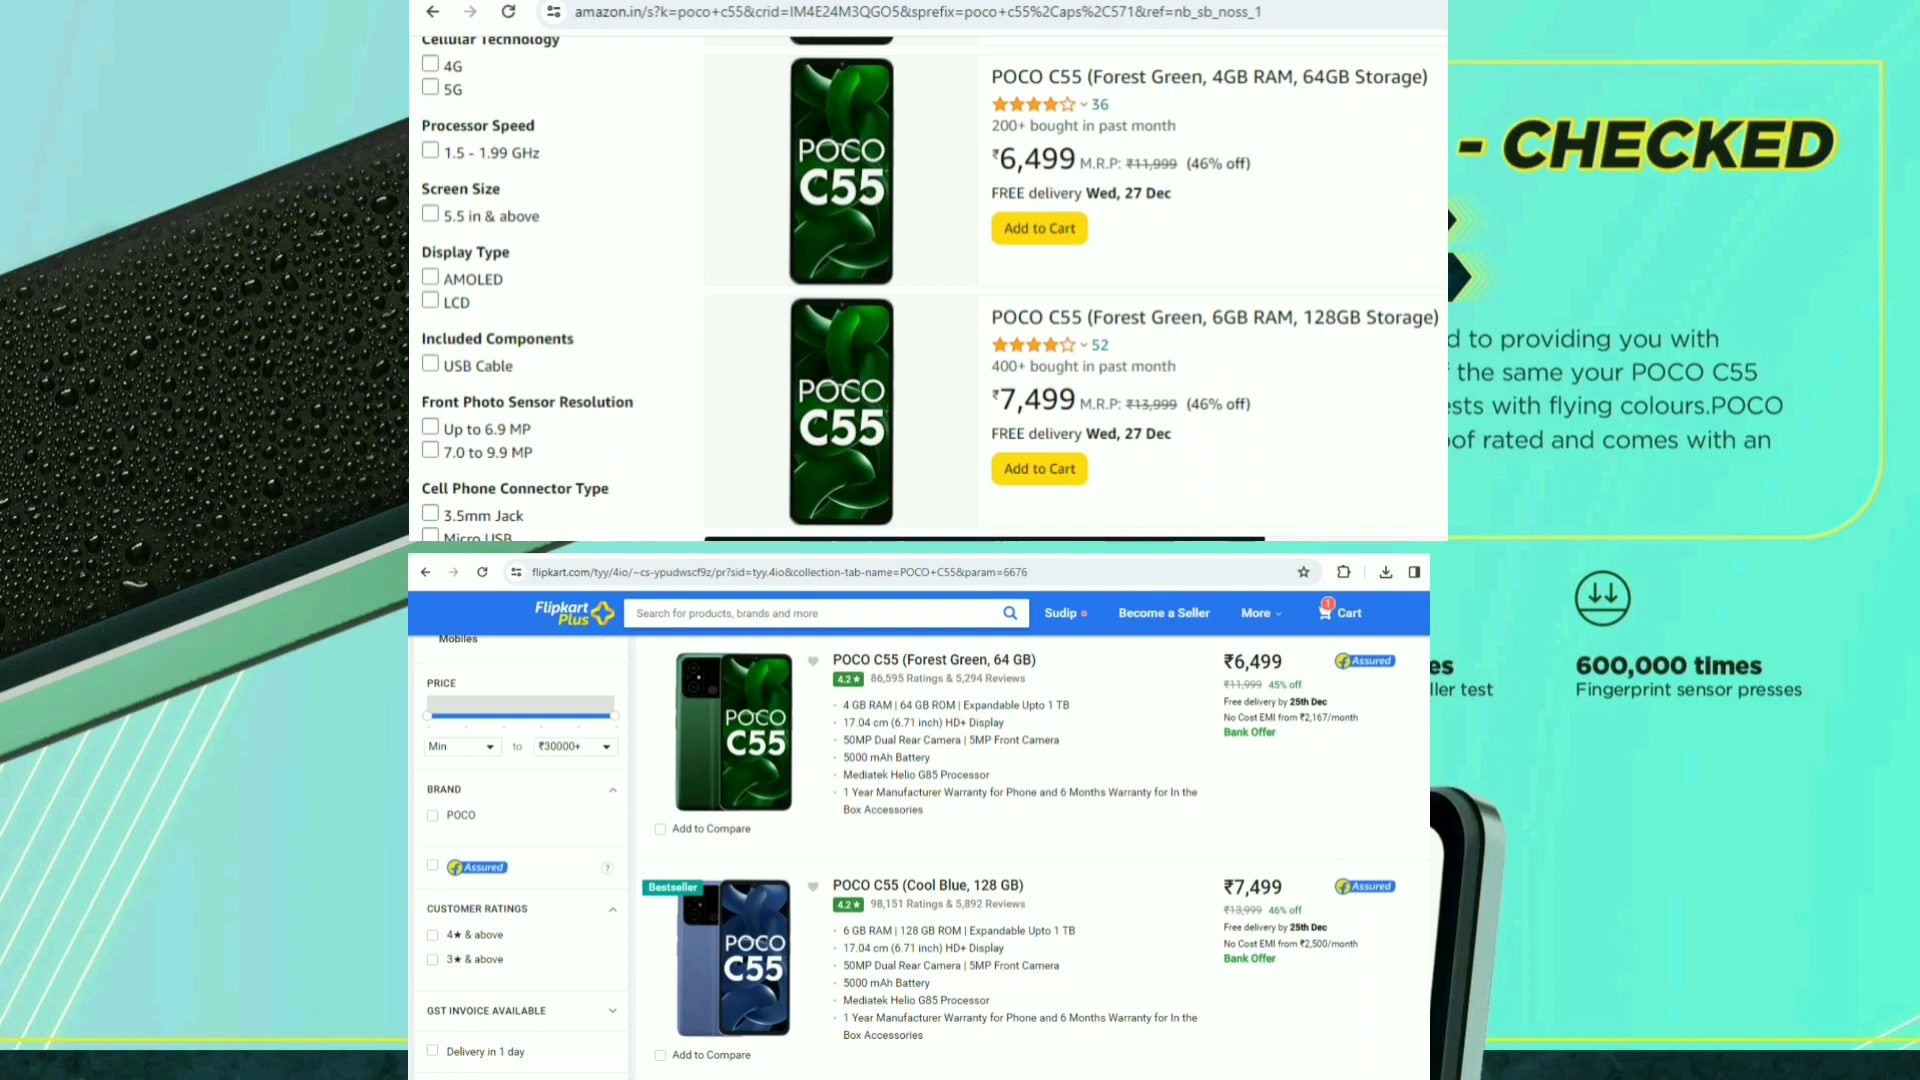 amazon.in/s?k=poco+c55&crid=IM4E24M3QGO5&sprefix=poco+c55%2Caps%2C571&ref=nb_sb_noss_1
Cellular Technology
4G
5G
Processor Speed
1.5 - 1.99 GHz
Screen Size
5.5 in & above
Display Type
AMOLED
LCD
Included Components
USB Cable
Front Photo Sensor Resolution
Up to 6.9 MP
7.0 to 9.9 MP
Cell Phone Connector Type
3.5mm Jack
Micro USB
POCO
C55
POCO C55 (Forest Green, 4GB RAM, 64GB Storage)
36
200+ bought in past month
₹6,499 M.R.P: ₹11,999 (46% off)
FREE delivery Wed, 27 Dec
Add to Cart
POCO
C55
POCO C55 (Forest Green, 6GB RAM, 128GB Storage)
52
400+ bought in past month
₹7,499 M.R.P: ₹13,999 (46% off)
FREE delivery Wed, 27 Dec
Add to Cart
- CHECKED
d to providing you with
the same your POCO C55
sts with flying colours.POCO
of rated and comes with an
es
ller test
600,000 times
Fingerprint sensor presses
flipkart.com/tyy/4io/~cs-ypudwscf9z/pr?sid=tyy,4io&collection-tab-name=POCO+C55&param=6676
Flipkart
Plus
Search for products, brands and more
Sudip
Become a Seller
More
1
Cart
Mobiles
PRICE
Min
to
₹30000+
BRAND
POCO
Assured
?
CUSTOMER RATINGS
4★ & above
3★ & above
GST INVOICE AVAILABLE
Delivery in 1 day
POCO
C55
Add to Compare
POCO C55 (Forest Green, 64 GB)
4.2 ★ 86,595 Ratings & 5,294 Reviews
4 GB RAM | 64 GB ROM | Expandable Upto 1 TB
17.04 cm (6.71 inch) HD+ Display
50MP Dual Rear Camera | 5MP Front Camera
5000 mAh Battery
Mediatek Helio G85 Processor
1 Year Manufacturer Warranty for Phone and 6 Months Warranty for In the
Box Accessories
₹6,499
Assured
₹11,999 45% off
Free delivery by 25th Dec
No Cost EMI from ₹2,167/month
Bank Offer
Bestseller
POCO
C55
Add to Compare
POCO C55 (Cool Blue, 128 GB)
4.2 ★ 98,151 Ratings & 5,892 Reviews
6 GB RAM | 128 GB ROM | Expandable Upto 1 TB
17.04 cm (6.71 inch) HD+ Display
50MP Dual Rear Camera | 5MP Front Camera
5000 mAh Battery
Mediatek Helio G85 Processor
1 Year Manufacturer Warranty for Phone and 6 Months Warranty for In the
Box Accessories
₹7,499
Assured
₹13,999 46% off
Free delivery by 25th Dec
No Cost EMI from ₹2,500/month
Bank Offer